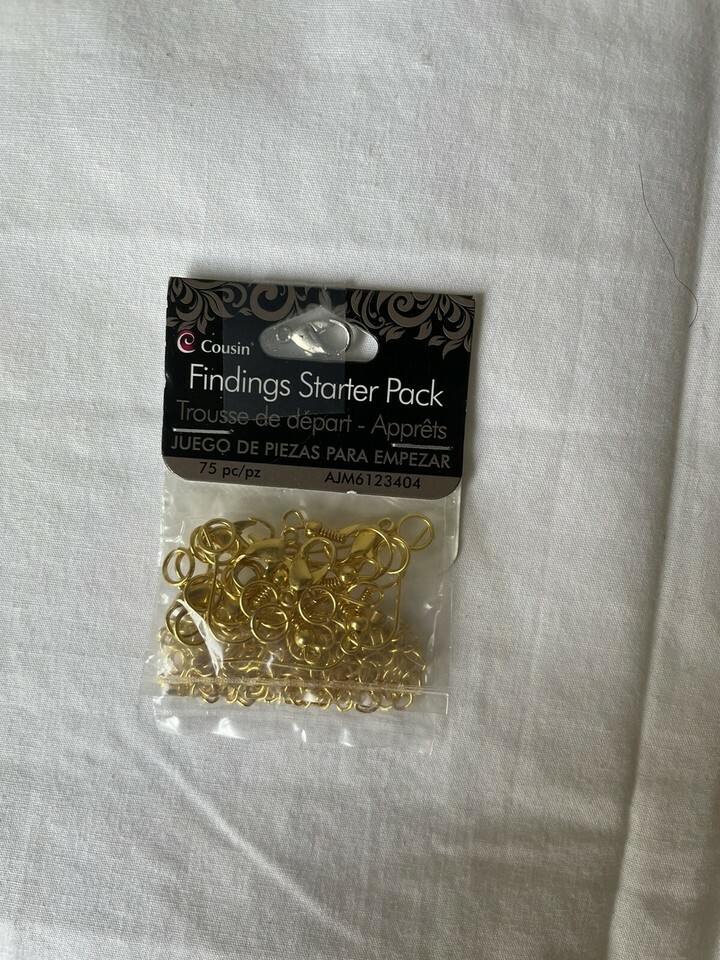 Cousin
Findings Starter Pack
Trousse de départ - Apprêts
JUEGO DE PIEZAS PARA EMPEZAR
75 pc/pz AJM6123404